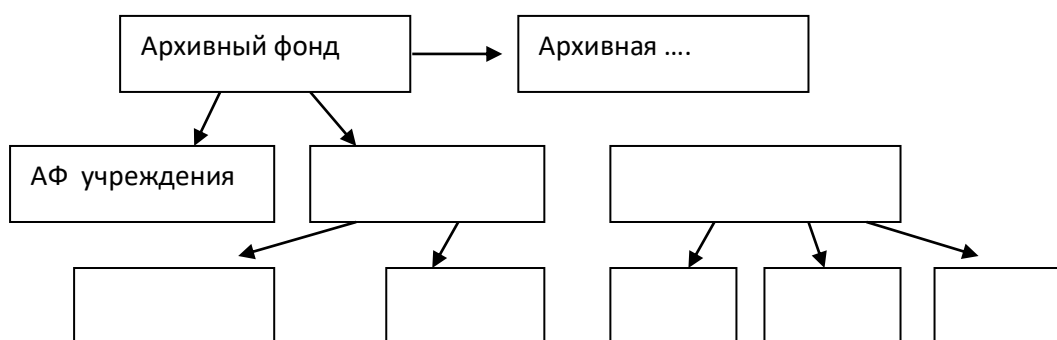 Архивный фонд
Архивная ....
АФ учреждения